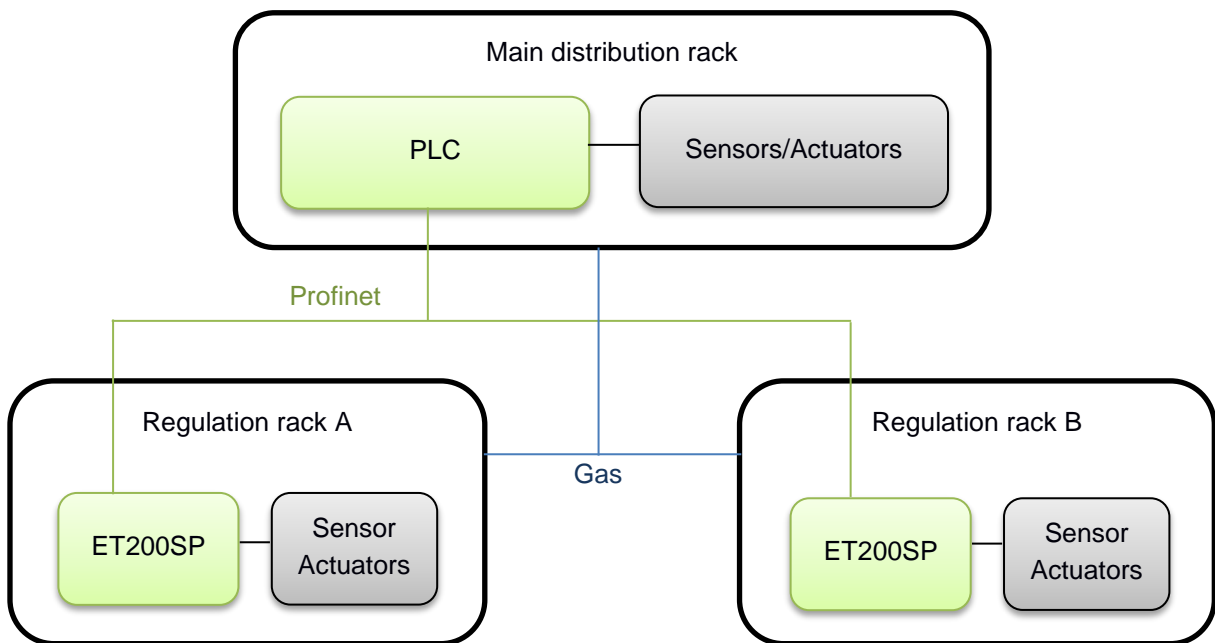 Main distribution rack
PLC
Sensors/Actuators
Profinet
Regulation rack A
Regulation rack B
Gas
ET200SP
Sensor
Actuators
ET200SP
Sensor
Actuators